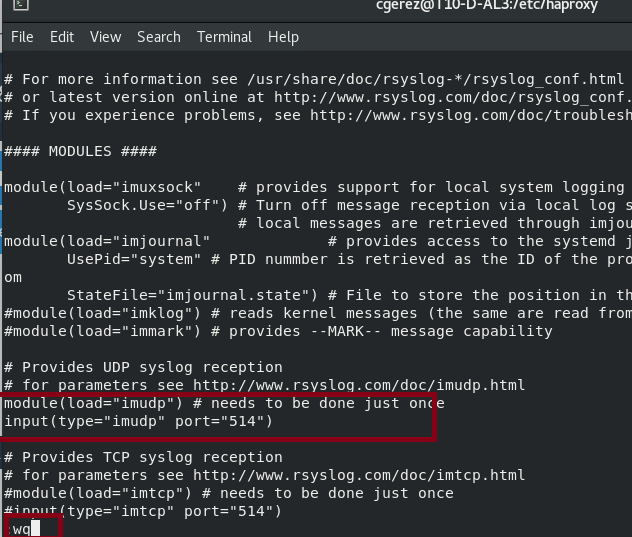 cgerez@T10-D-AL3:/etc/haproxy
File Edit View Search Terminal Help
# For more information see /usr/share/doc/rsyslog-*/rsyslog_conf.html
# or latest version online at http://www.rsyslog.com/doc/rsyslog_conf.
# If you experience problems, see http://www.rsyslog.com/doc/troublesh
#### MODULES ####
module(load="imuxsock" # provides support for local system logging
SysSock.Use="off") # Turn off message reception via local log s
# local messages are retrieved through imjou
module(load="imjournal" # provides access to the systemd j
UsePid="system" # PID nummber is retrieved as the ID of the pro
om
StateFile="imjournal.state") # File to store the position in th
#module(load="imklog") # reads kernel messages (the same are read from
#module(load="immark") # provides --MARK-- message capability
# Provides UDP syslog reception
# for parameters see http://www.rsyslog.com/doc/imudp.html
module(load="imudp") # needs to be done just once
input(type="imudp" port="514")
# Provides TCP syslog reception
# for parameters see http://www.rsyslog.com/doc/imtcp.html
#module(load="imtcp") # needs to be done just once
#input(type="imtcp" port="514")
:wq